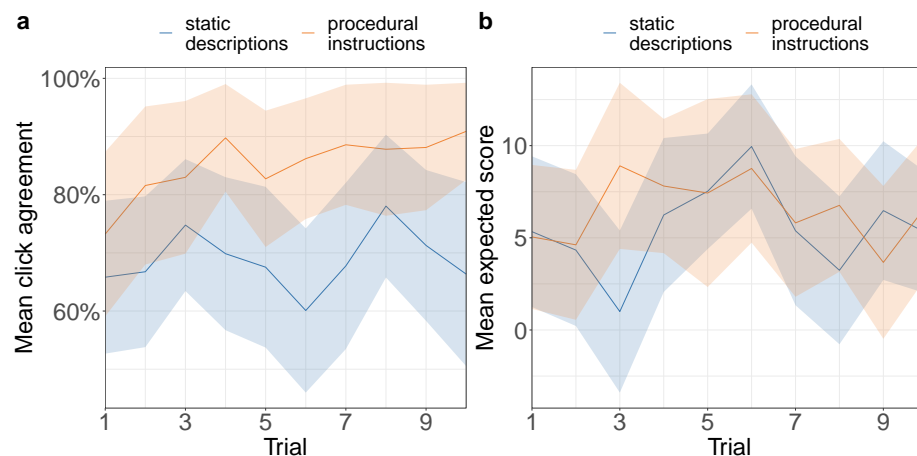 a
static
descriptions
procedural
instructions
Mean click agreement
100%
80%
60%
1
3
5
7
9
Trial
b
static
descriptions
procedural
instructions
Mean expected score
10
5
0
1
3
5
7
9
Trial